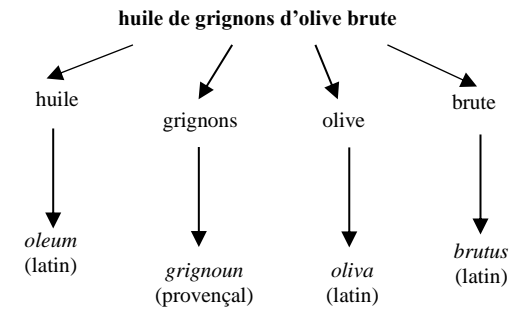 huile de grignons d’olive brute
huile
grignons
olive
brute
oleum
(latin)
grignoun
(provençal)
oliva
(latin)
brutus
(latin)